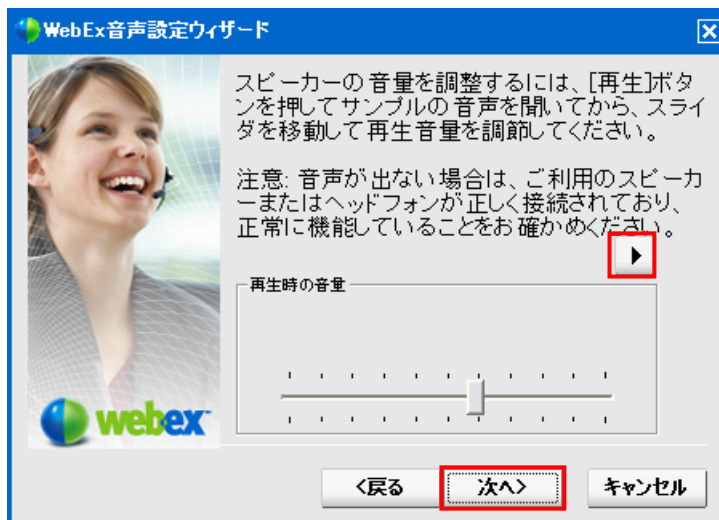 WebEx音声設定ウィザード
スピーカーの音量を調整するには、[再生]ボタ
ンを押してサンプルの音声を聞いてから、スライ
ダを移動して再生音量を調節してください。
注意: 音声が出ない場合は、ご利用のスピーカ
ーまたはヘッドフォンが正しく接続されており、
正常に機能していることをお確かめください。
再生時の音量
webex
<戻る
次へ>
キャンセル